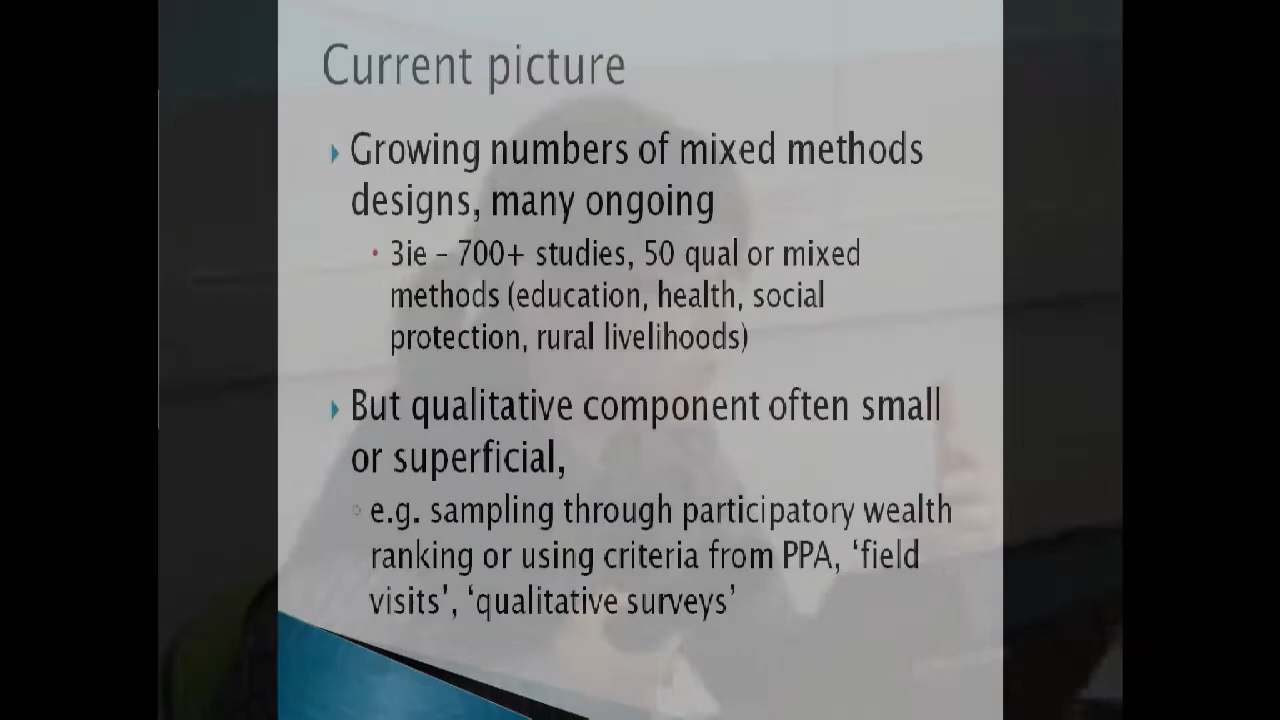 Current picture
Growing numbers of mixed methods
designs, many ongoing
3ie – 700+ studies, 50 qual or mixed
methods (education, health, social
protection, rural livelihoods)
But qualitative component often small
or superficial,
e.g. sampling through participatory wealth
ranking or using criteria from PPA, ‘field
visits’, ‘qualitative surveys’